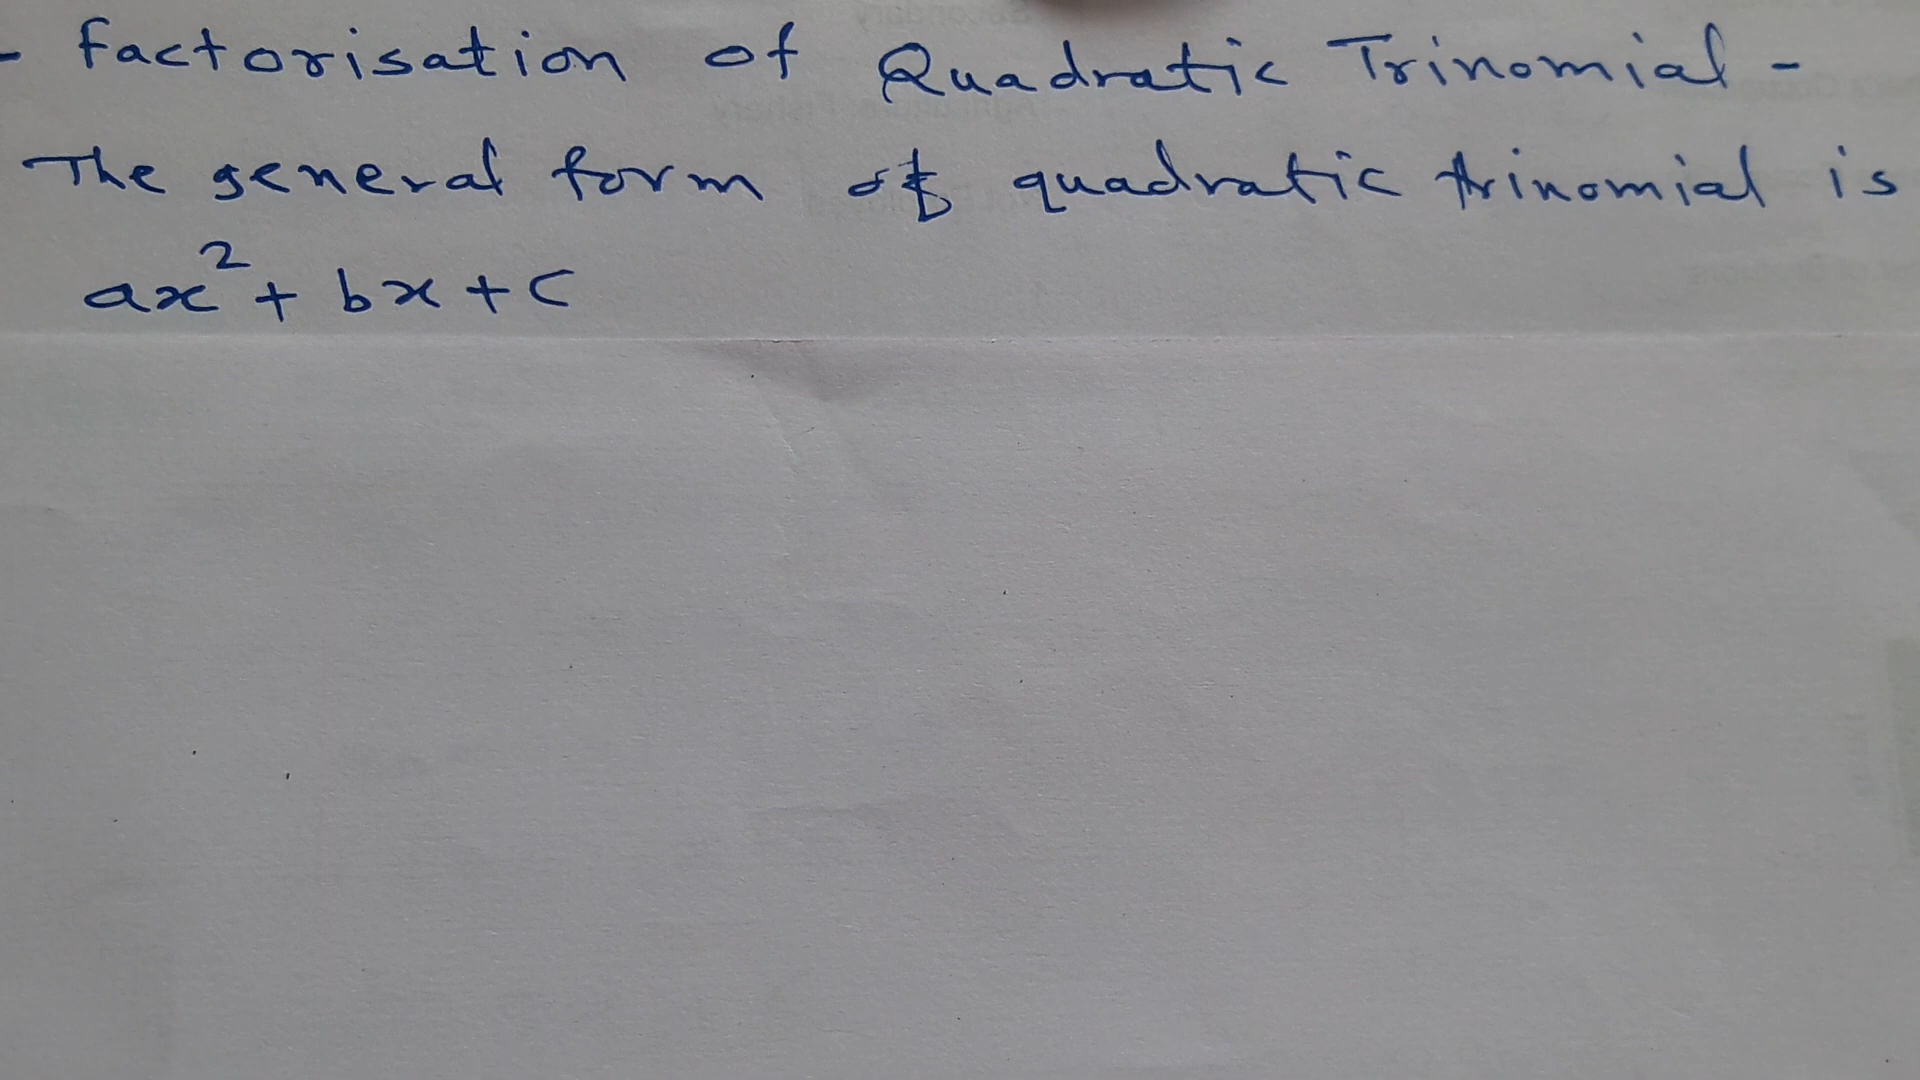 - Factorisation of Quadratic Trinomial -
The general form of quadratic trinomial is
ax² + bx + c